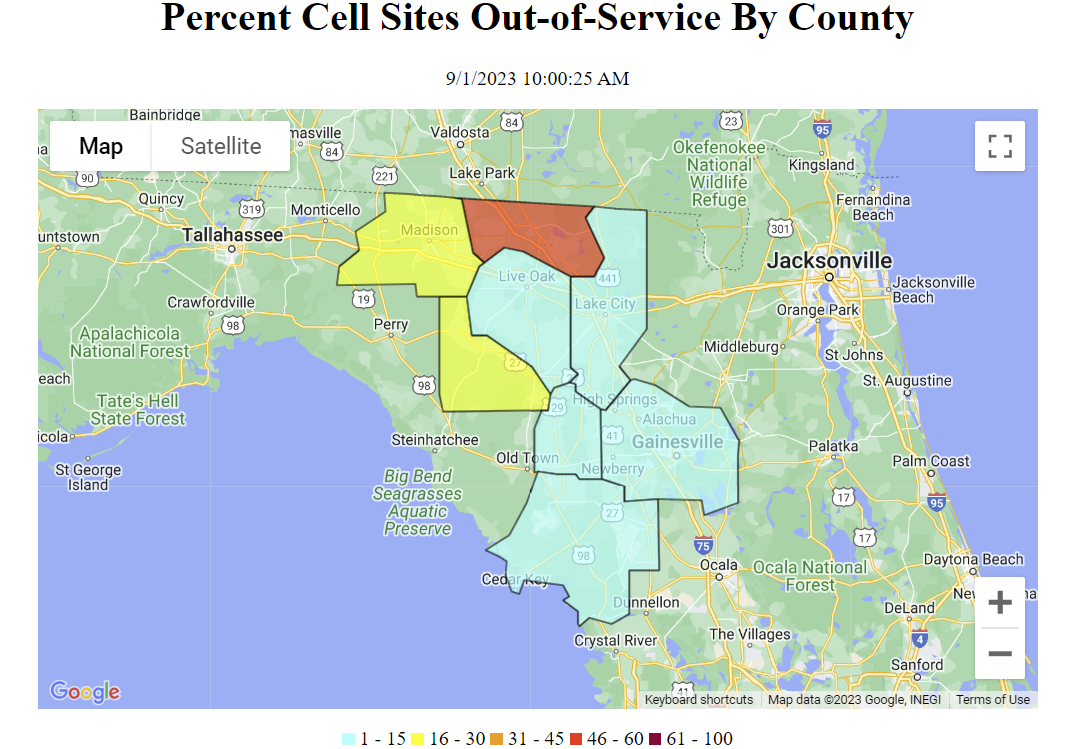 Percent Cell Sites Out-of-Service By County
9/1/2023 10:00:25 AM
Bainbridge
84
23
95
Map
Satellite
masville
Valdosta
Okefenokee
National
Wildlife
Refuge
Kingsland
84
90
221
Lake Park
Quincy
319
Monticello
Fernandina
Beach
untstown
Tallahassee
Madison
301
Jacksonville
Live Oak
441
Jacksonville
Beach
Crawfordville
19
Lake City
Orange Park
98
Perry
Apalachicola
National Forest
Middleburg
St Johns
27
each
98
St. Augustine
Tate's Hell
State Forest
29
High Springs
Alachua
icola
Steinhatchee
41
Gainesville
Palatka
St George
Island
Old Town
Newberry
Palm Coast
Big Bend
Seagrasses
Aquatic
Preserve
27
17
95
98
75
17
Cedar Key
Ocala
Ocala National
Forest
Daytona Beach
Dunnellon
DeLand
Crystal River
The Villages
4
Sanford
41
Google
Keyboard shortcuts
Map data ©2023 Google, INEGI
Terms of Use
1 - 15 16 - 30 31 - 45 46 - 60 61 - 100